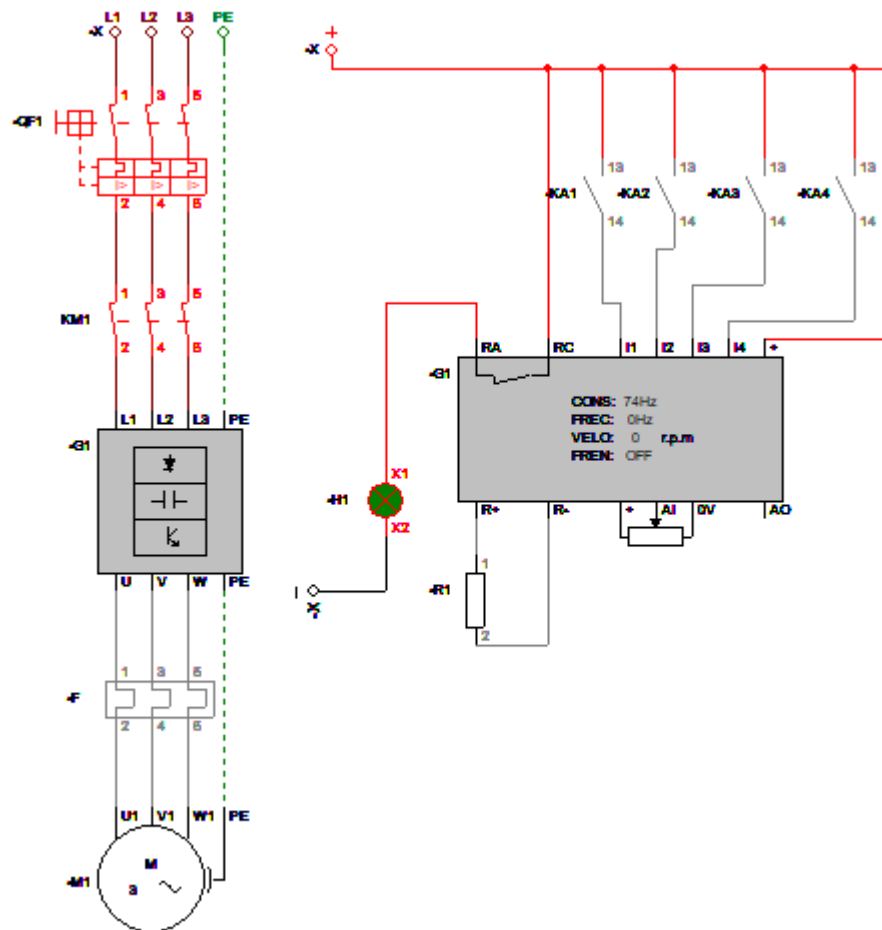 L1 L2 L3 PE
-X
+
-X
1 3 5
-QF1
2 4 6
13 13 13 13
-KA1 -KA2 -KA3 -KA4
14 14 14 14
1 3 5
KM1
2 4 6
RA RC I1 I2 I3 I4 +
-G1
CONS: 74Hz
FREC: 0Hz
VELO: 0 r.p.m
FREN: OFF
L1 L2 L3 PE
-G1
X1
-H1
X2
R+ R- + AI 0V AO
U V W PE
-X
1
-R1
2
1 3 5
-F
2 4 6
U1 V1 W1 PE
M
-M1
3